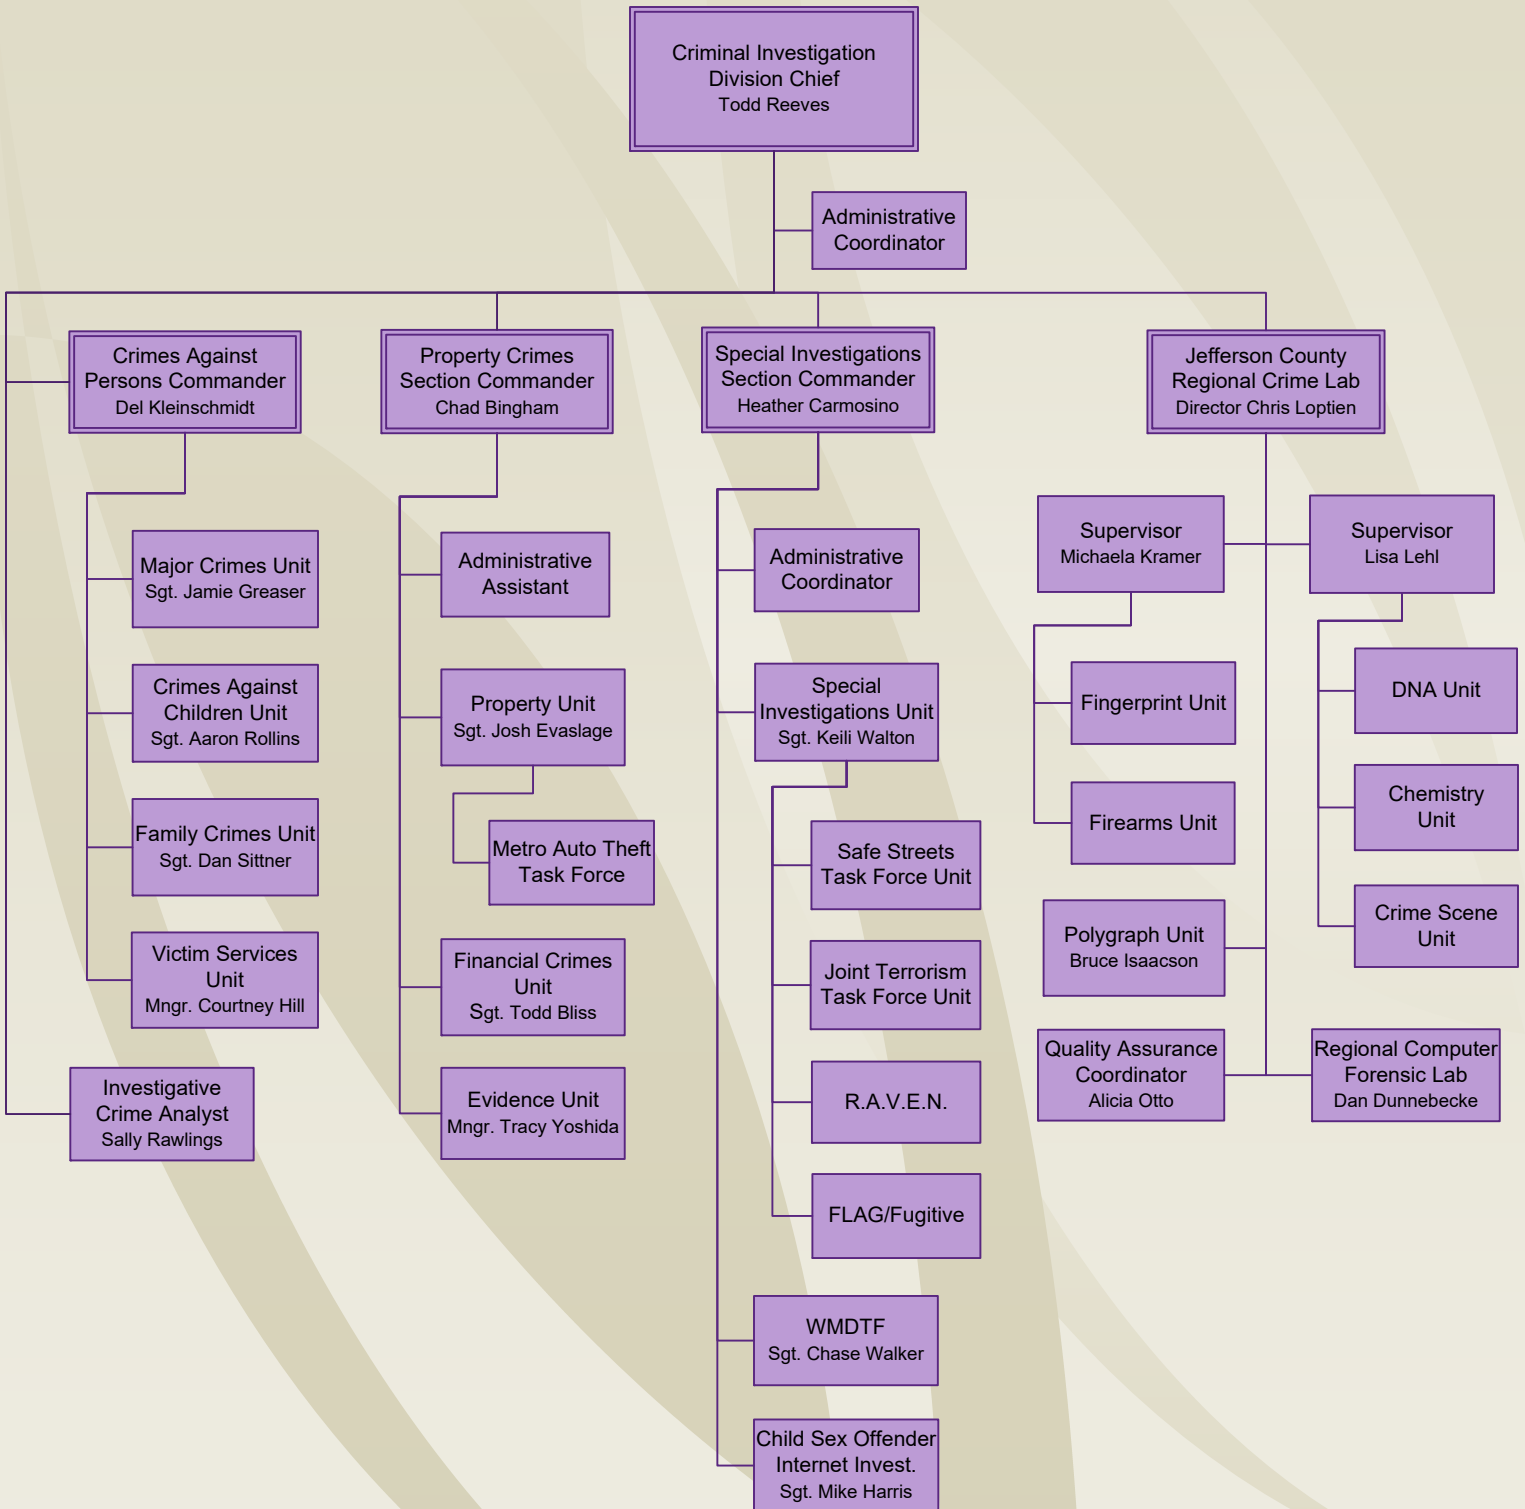 Criminal Investigation
Division Chief
Todd Reeves
Administrative
Coordinator
Crimes Against
Persons Commander
Del Kleinschmidt
Major Crimes Unit
Sgt. Jamie Greaser
Crimes Against
Children Unit
Sgt. Aaron Rollins
Family Crimes Unit
Sgt. Dan Sittner
Victim Services
Unit
Mngr. Courtney Hill
Investigative
Crime Analyst
Sally Rawlings
Property Crimes
Section Commander
Chad Bingham
Administrative
Assistant
Property Unit
Sgt. Josh Evaslage
Metro Auto Theft
Task Force
Financial Crimes
Unit
Sgt. Todd Bliss
Evidence Unit
Mngr. Tracy Yoshida
Special Investigations
Section Commander
Heather Carmosino
Administrative
Coordinator
Special
Investigations Unit
Sgt. Keili Walton
Safe Streets
Task Force Unit
Joint Terrorism
Task Force Unit
R.A.V.E.N.
FLAG/Fugitive
WMDTF
Sgt. Chase Walker
Child Sex Offender
Internet Invest.
Sgt. Mike Harris
Jefferson County
Regional Crime Lab
Director Chris Loptien
Supervisor
Michaela Kramer
Fingerprint Unit
Firearms Unit
Supervisor
Lisa Lehl
DNA Unit
Chemistry
Unit
Crime Scene
Unit
Polygraph Unit
Bruce Isaacson
Quality Assurance
Coordinator
Alicia Otto
Regional Computer
Forensic Lab
Dan Dunnebecke